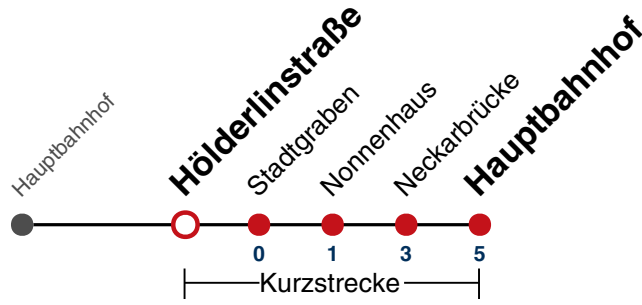 Hauptbahnhof
Hölderlinstraße
Stadtgraben
Nonnenhaus
Neckarbrücke
Hauptbahnhof
0 1 3 5
Kurzstrecke